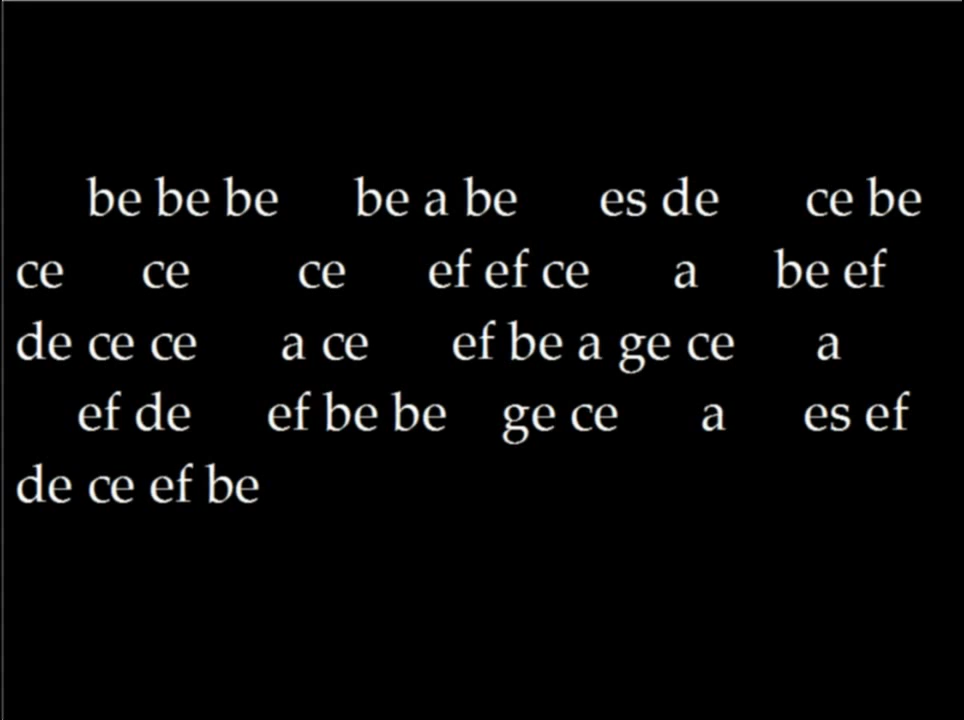 be be be be a be es de ce be
ce ce ce ef ef ce a be ef
de ce ce a ce ef be a ge ce a
ef de ef be be ge ce a es ef
de ce ef be